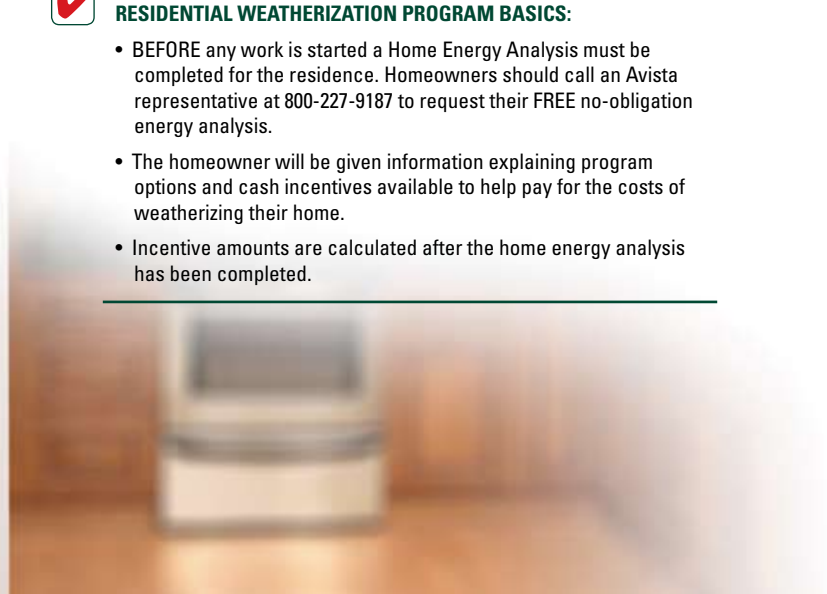 RESIDENTIAL WEATHERIZATION PROGRAM BASICS:
• BEFORE any work is started a Home Energy Analysis must be
completed for the residence. Homeowners should call an Avista
representative at 800-227-9187 to request their FREE no-obligation
energy analysis.
• The homeowner will be given information explaining program
options and cash incentives available to help pay for the costs of
weatherizing their home.
• Incentive amounts are calculated after the home energy analysis
has been completed.